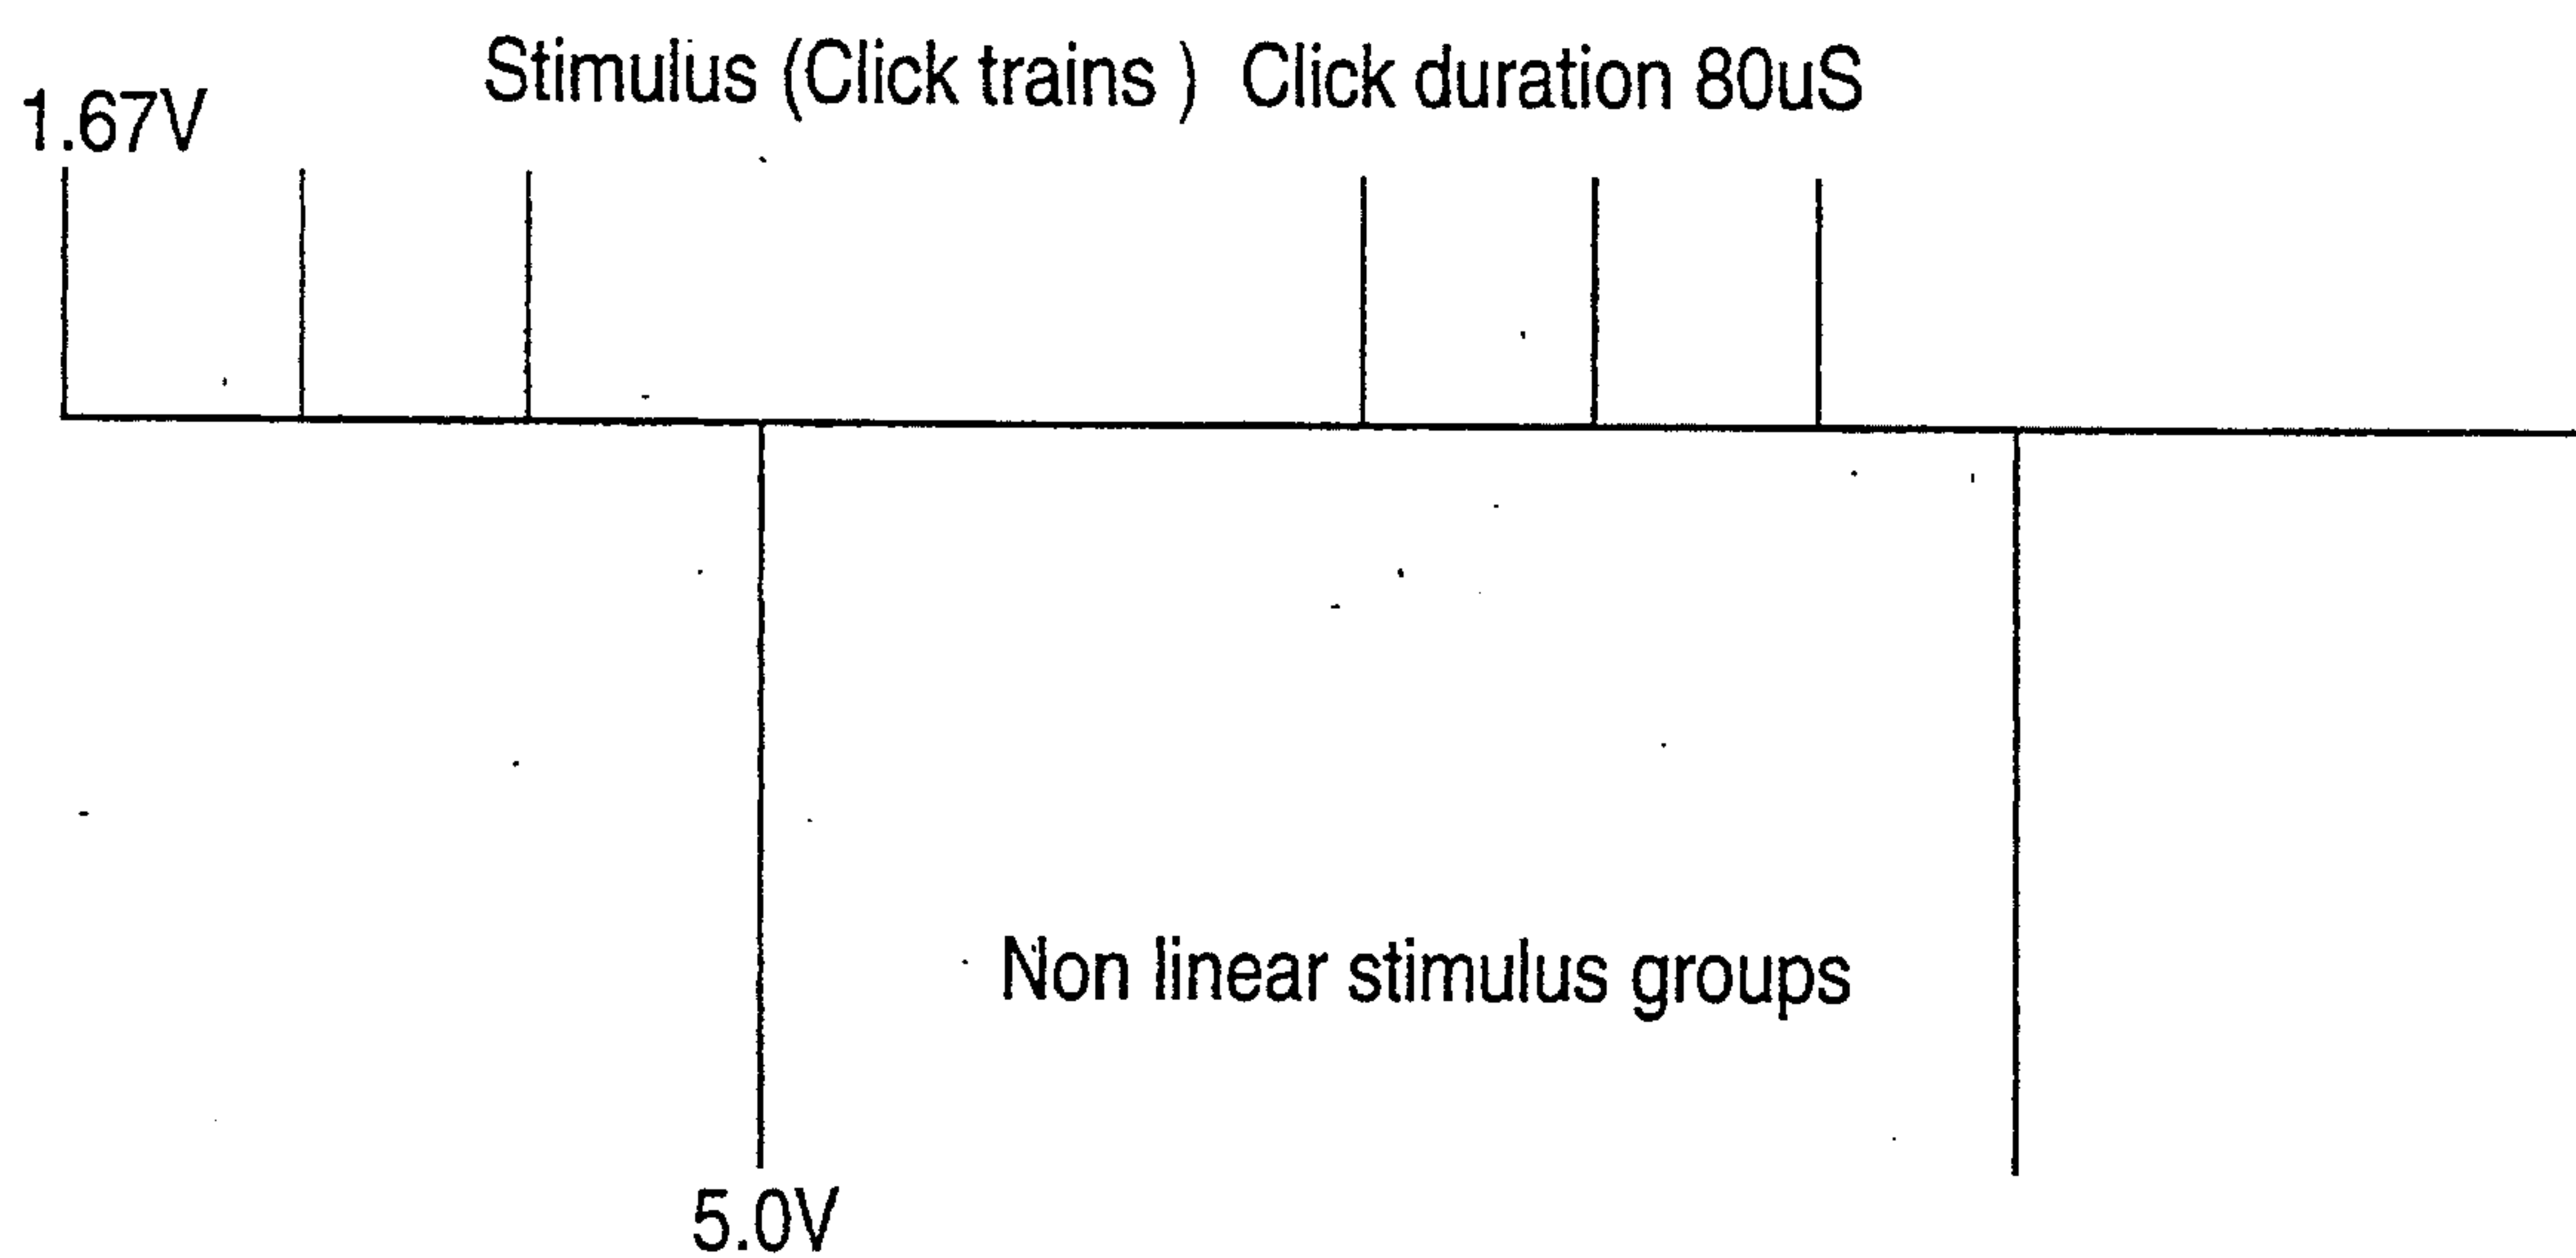 Stimulus (Click trains ) Click duration 80uS
1.67V
Non linear stimulus groups
5.0V